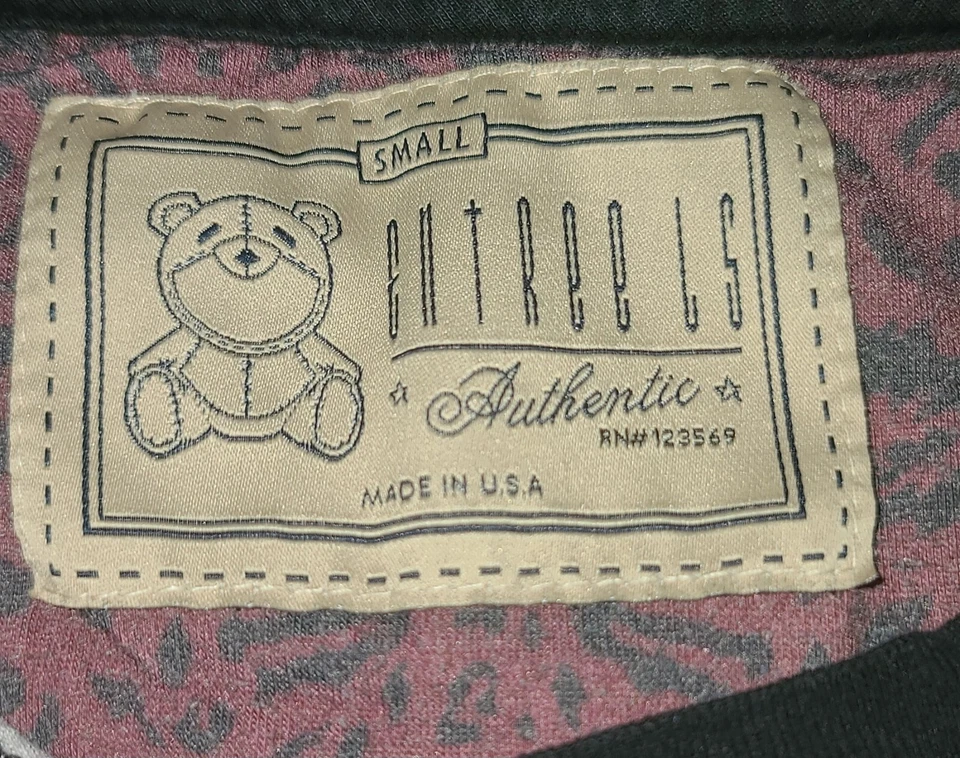 SMALL
ENTREE LS
☆ Authentic ☆
RN#123569
MADE IN U.S.A